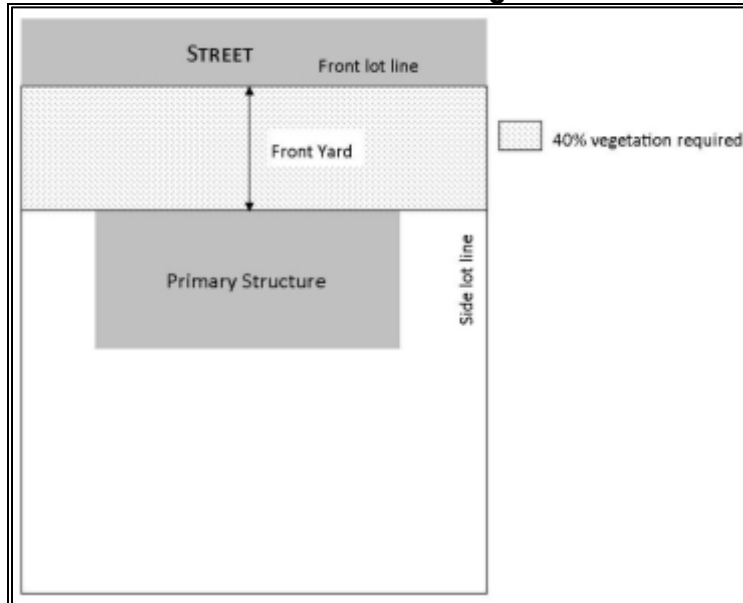 STREET
Front lot line
Front Yard
40% vegetation required
Primary Structure
Side lot line